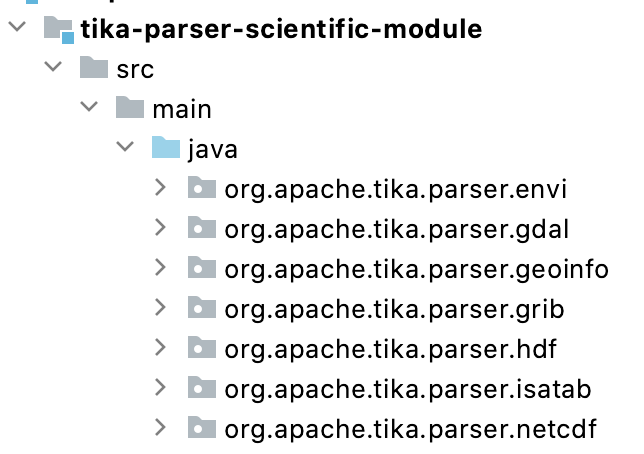 tika-parser-scientific-module
src
main
java
org.apache.tika.parser.envi
org.apache.tika.parser.gdal
org.apache.tika.parser.geoinfo
org.apache.tika.parser.grib
org.apache.tika.parser.hdf
org.apache.tika.parser.isatab
org.apache.tika.parser.netcdf